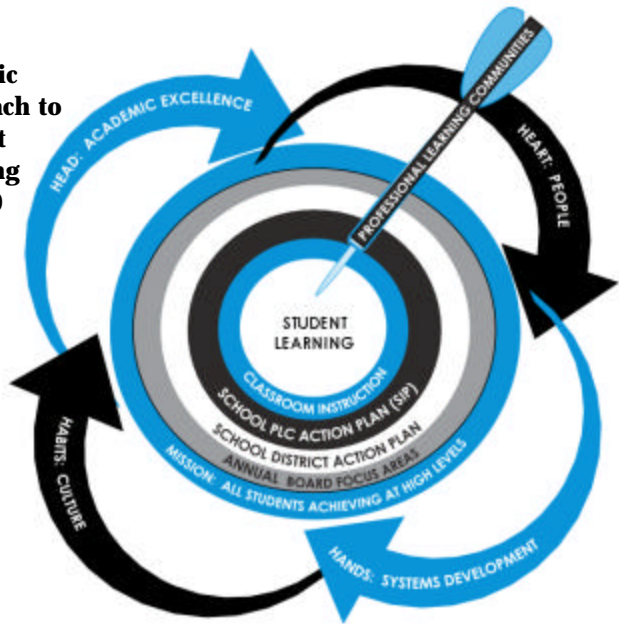 ic
ach to
t
ng
)
HEAD: ACADEMIC EXCELLENCE
PROFESSIONAL LEARNING COMMUNITIES
HEART: PEOPLE
STUDENT
LEARNING
CLASSROOM INSTRUCTION
SCHOOL PLC ACTION PLAN (SIP)
SCHOOL DISTRICT ACTION PLAN
ANNUAL BOARD FOCUS AREAS
MISSION: ALL STUDENTS ACHIEVING AT HIGH LEVELS
HABITS: CULTURE
HANDS: SYSTEMS DEVELOPMENT